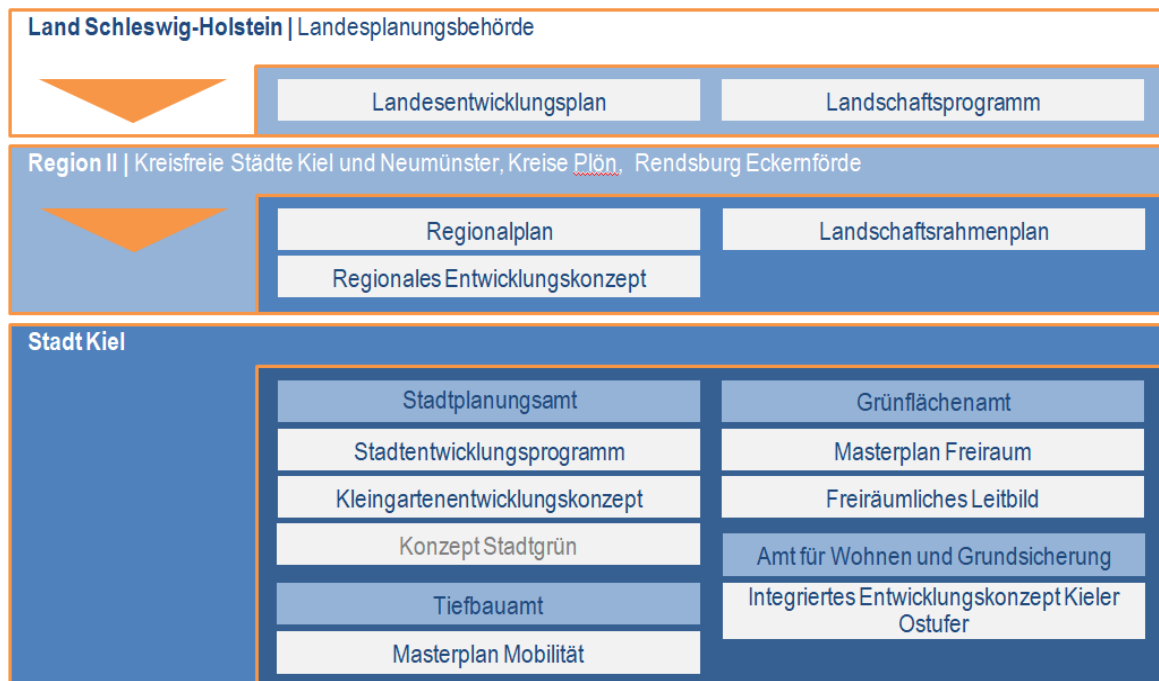 Land Schleswig-Holstein | Landesplanungsbehörde
Landesentwicklungsplan
Landschaftsprogramm
Region II | Kreisfreie Städte Kiel und Neumünster, Kreise Plön, Rendsburg Eckernförde
Regionalplan
Landschaftsrahmenplan
Regionales Entwicklungskonzept
Stadt Kiel
Stadtplanungsamt
Stadtentwicklungsprogramm
Kleingartenentwicklungskonzept
Konzept Stadtgrün
Tiefbauamt
Masterplan Mobilität
Grünflächenamt
Masterplan Freiraum
Freiräumliches Leitbild
Amt für Wohnen und Grundsicherung
Integriertes Entwicklungskonzept Kieler
Ostufer